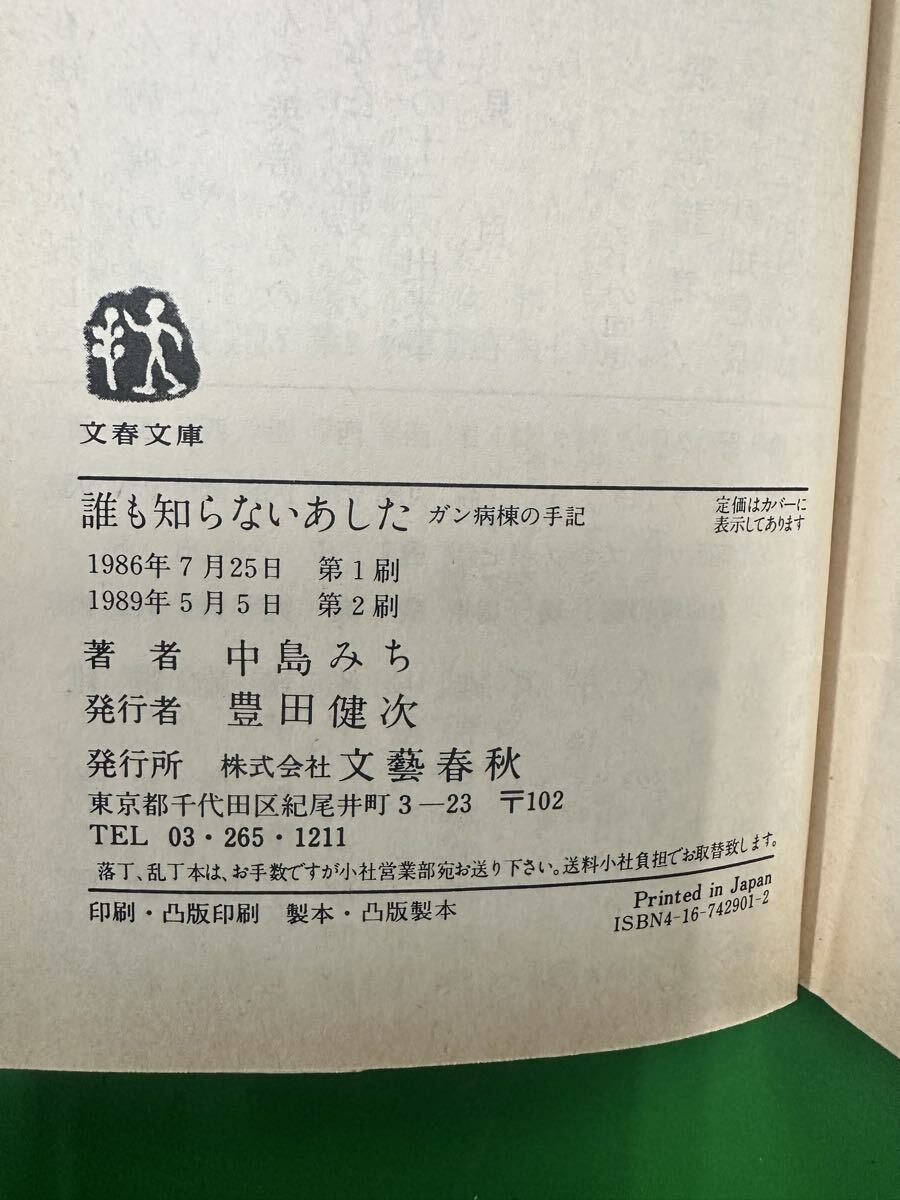 文春文庫
誰も知らないあした ガン病棟の手記
定価はカバーに
表示してあります
1986年7月25日 第1刷
1989年5月5日 第2刷
著者 中島みち
発行者 豊田健次
発行所 株式会社 文藝春秋
東京都千代田区紀尾井町3—23 〒102
TEL 03・265・1211
落丁、乱丁本は、お手数ですが小社営業部宛お送り下さい。送料小社負担でお取替致します。
印刷・凸版印刷 製本・凸版製本
Printed in Japan
ISBN4-16-742901-2